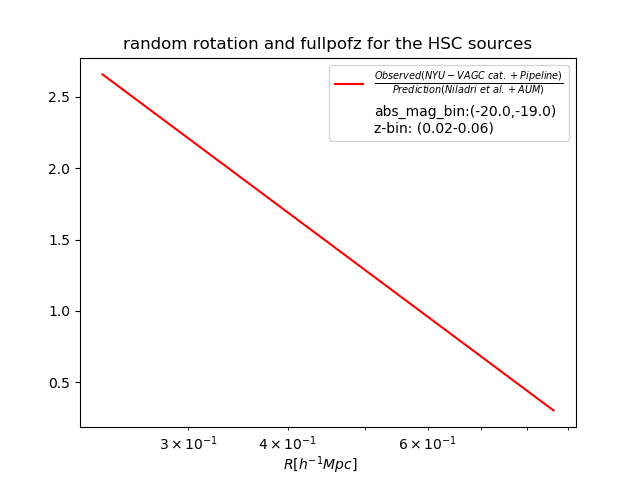 random rotation and fullpofz for the HSC sources
Observed(NYU − VAGC cat. + Pipeline)
Prediction(Niladri et al. + AUM)
abs_mag_bin:(-20.0,-19.0)
z-bin: (0.02-0.06)
2.5
2.0
1.5
1.0
0.5
3 × 10⁻¹ 4 × 10⁻¹ 6 × 10⁻¹
R[h⁻¹Mpc]